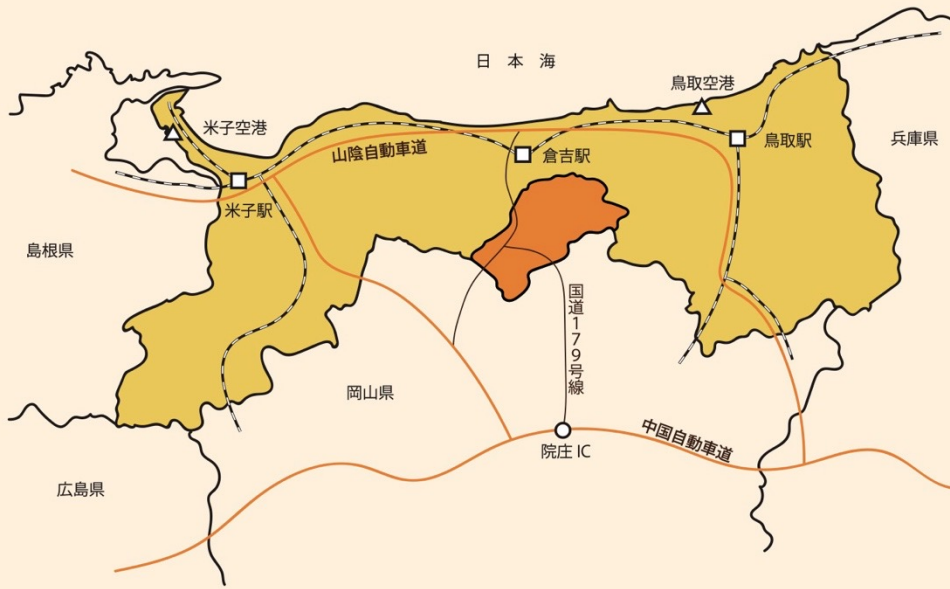 日本海
鳥取空港
米子空港
鳥取駅
兵庫県
山陰自動車道
倉吉駅
米子駅
島根県
国道179号線
岡山県
中国自動車道
院庄IC
広島県